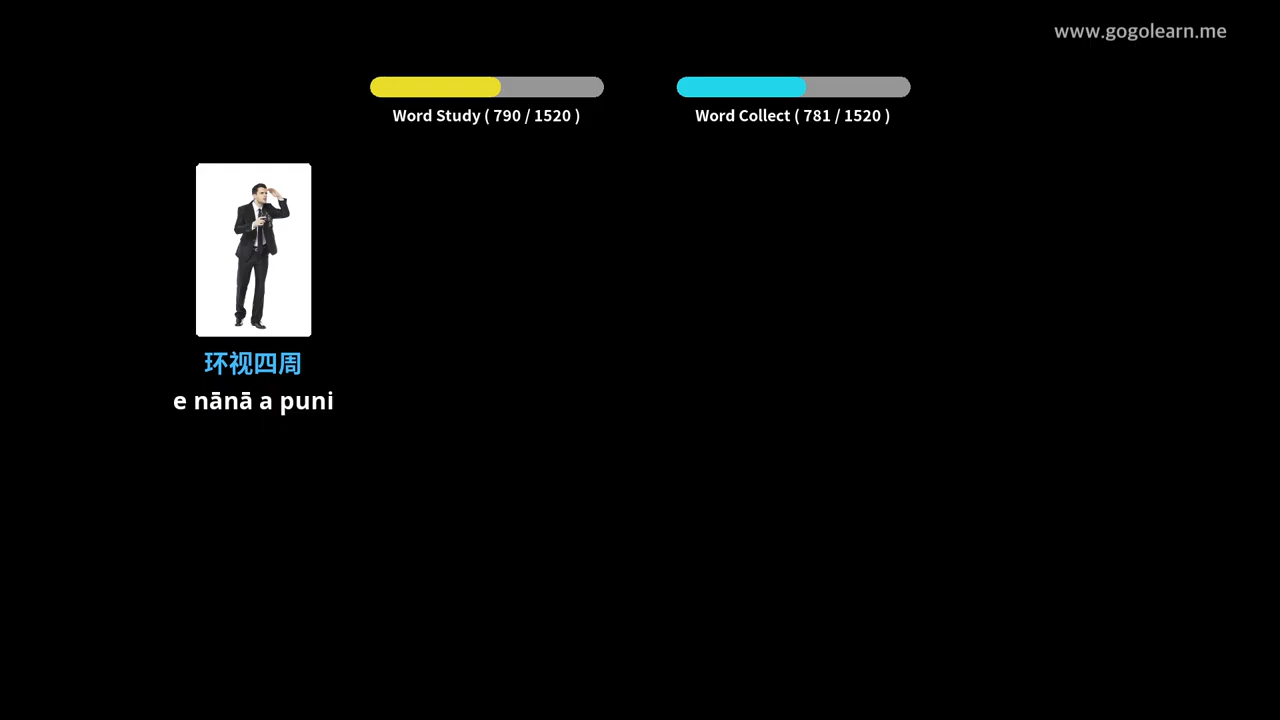 www.gogolearn.me
Word Study ( 790 / 1520 )
Word Collect ( 781 / 1520 )
环视四周
e nānā a puni